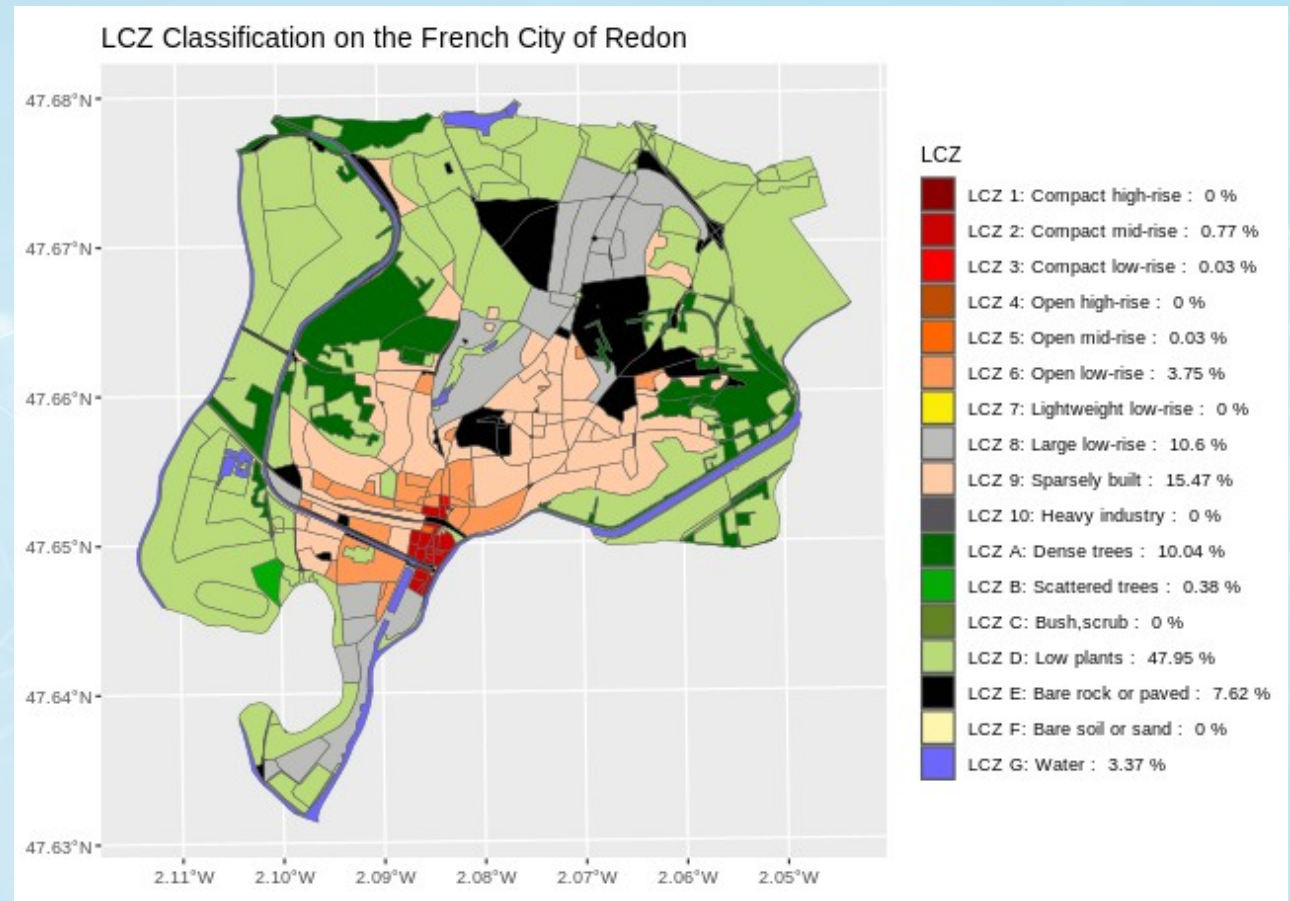 LCZ Classification on the French City of Redon
47.68°N
47.67°N
47.66°N
47.65°N
47.64°N
47.63°N
2.11°W 2.10°W 2.09°W 2.08°W 2.07°W 2.06°W 2.05°W
LCZ
LCZ 1: Compact high-rise : 0 %
LCZ 2: Compact mid-rise : 0.77 %
LCZ 3: Compact low-rise : 0.03 %
LCZ 4: Open high-rise : 0 %
LCZ 5: Open mid-rise : 0.03 %
LCZ 6: Open low-rise : 3.75 %
LCZ 7: Lightweight low-rise : 0 %
LCZ 8: Large low-rise : 10.6 %
LCZ 9: Sparsely built : 15.47 %
LCZ 10: Heavy industry : 0 %
LCZ A: Dense trees : 10.04 %
LCZ B: Scattered trees : 0.38 %
LCZ C: Bush,scrub : 0 %
LCZ D: Low plants : 47.95 %
LCZ E: Bare rock or paved : 7.62 %
LCZ F: Bare soil or sand : 0 %
LCZ G: Water : 3.37 %